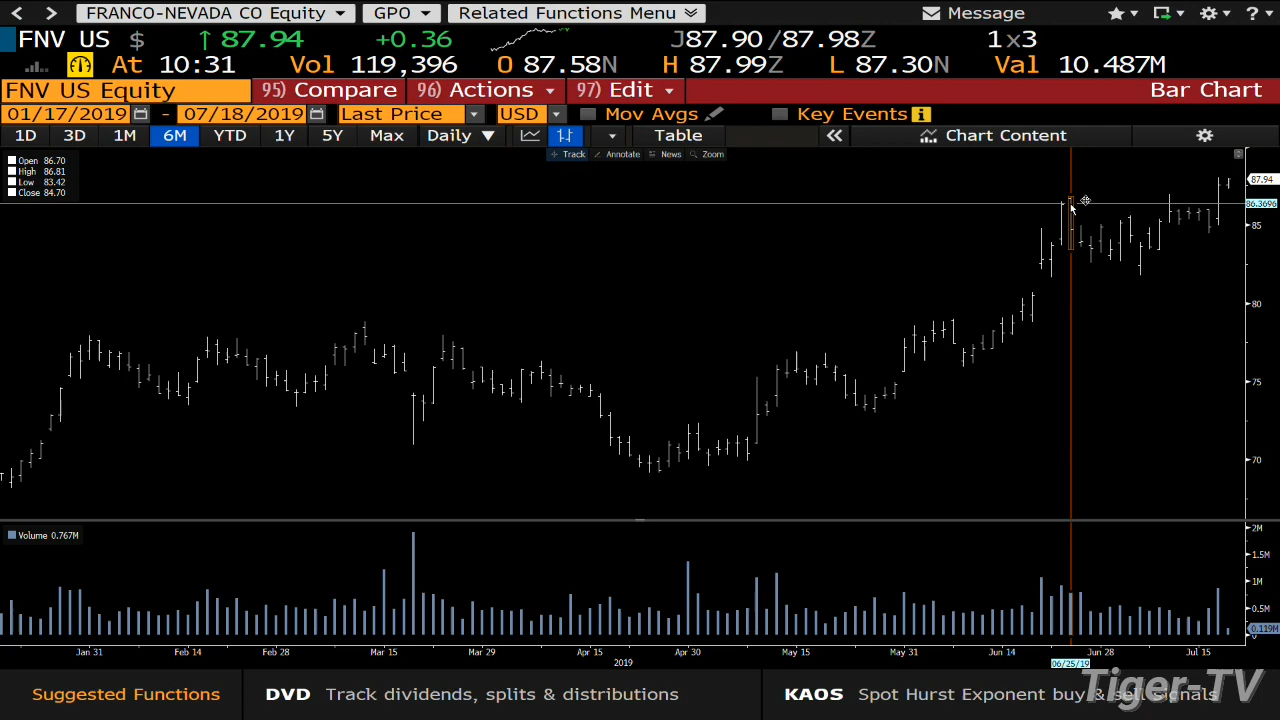 FRANCO-NEVADA CO Equity GPO Related Functions Menu Message ?
FNV US $ ↑ 87.94 +0.36 J87.90 /87.98Z 1x3
At 10:31 Vol 119,396 O 87.58N H 87.99Z L 87.30N Val 10.487M
FNV US Equity 95) Compare 96) Actions 97) Edit Bar Chart
01/17/2019 - 07/18/2019 Last Price USD Mov Avgs Key Events i
1D 3D 1M 6M YTD 1Y 5Y Max Daily ▼ Table « Chart Content
Track Annotate News Zoom
Open 86.70
High 86.81
Low 83.42
Close 84.70
87.94
86.3696
85
80
75
70
Volume 0.767M
2M
1.5M
1M
0.5M
0.119M
0
Jan 31 Feb 14 Feb 28 Mar 15 Mar 29 Apr 15 Apr 30 May 15 May 31 Jun 14 Jun 28 Jul 15
2019 06/25/19
Suggested Functions DVD Track dividends, splits & distributions KAOS Spot Hurst Exponent buy & sell signals
Tiger-TV